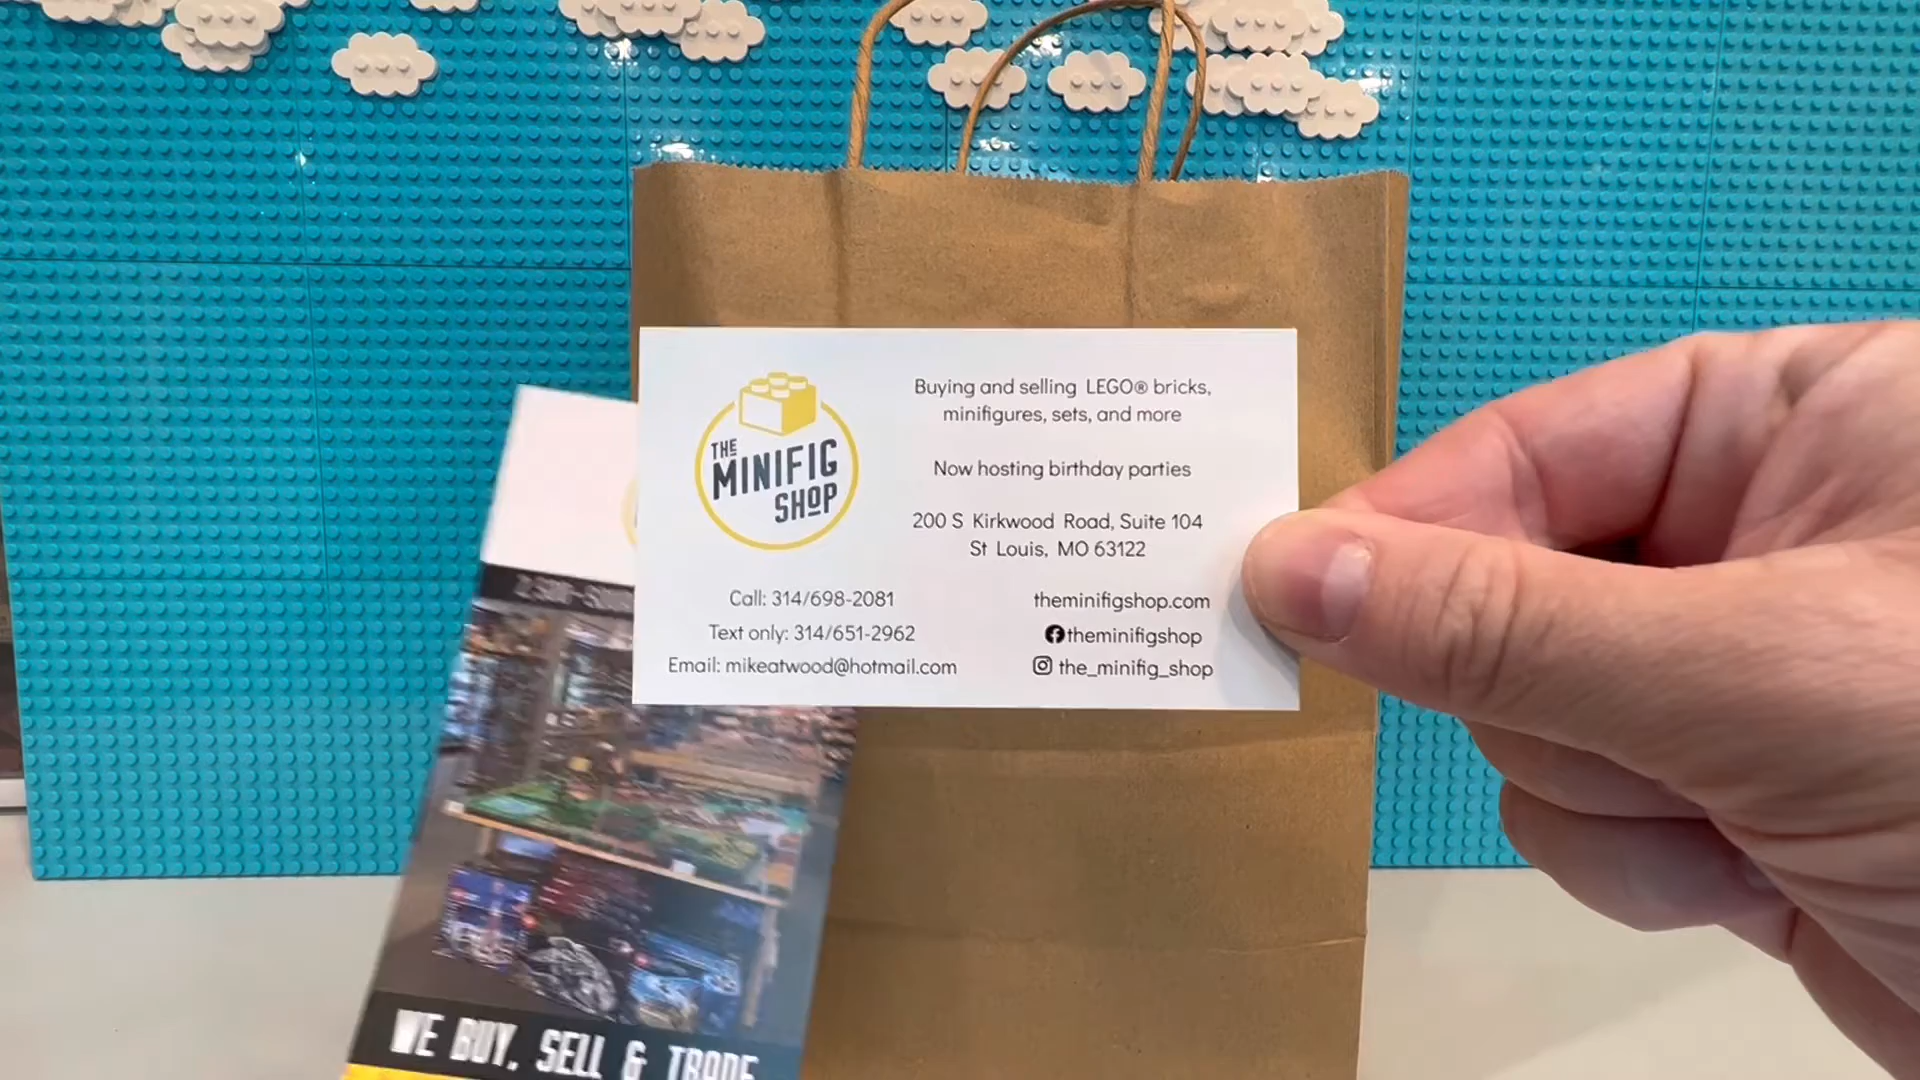 THE
MINIFIG
SHOP
Buying and selling LEGO® bricks,
minifigures, sets, and more
Now hosting birthday parties
200 S Kirkwood Road, Suite 104
St Louis, MO 63122
Call: 314/698-2081
Text only: 314/651-2962
Email: mikeatwood@hotmail.com
theminifigshop.com
theminifigshop
the_minifig_shop
WE BUY, SELL & TRADE